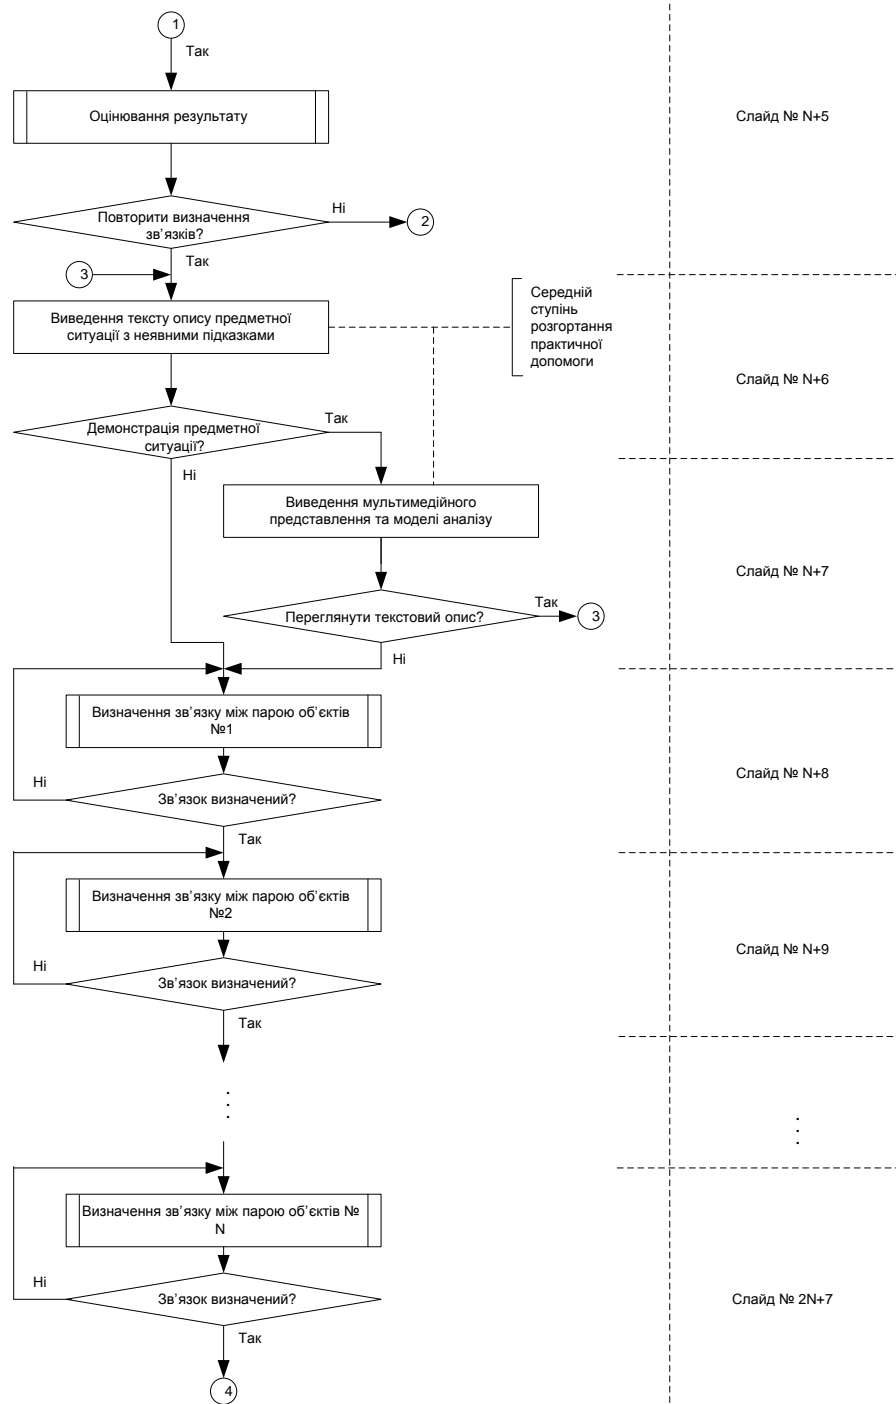 1
Так
Оцінювання результату
Слайд № N+5
Повторити визначення
зв’язків?
Ні
2
Так
3
Виведення тексту опису предметної
ситуації з неявними підказками
Середній
ступінь
розгортання
практичної
допомоги
Слайд № N+6
Демонстрація предметної
ситуації?
Так
Ні
Виведення мультимедійного
представлення та моделі аналізу
Слайд № N+7
Переглянути текстовий опис?
Так
3
Ні
Визначення зв’язку між парою об’єктів
№1
Ні
Зв’язок визначений?
Слайд № N+8
Так
Визначення зв’язку між парою об’єктів
№2
Ні
Зв’язок визначений?
Слайд № N+9
Так
. . .
. . .
Визначення зв’язку між парою об’єктів №
N
Ні
Зв’язок визначений?
Слайд № 2N+7
Так
4